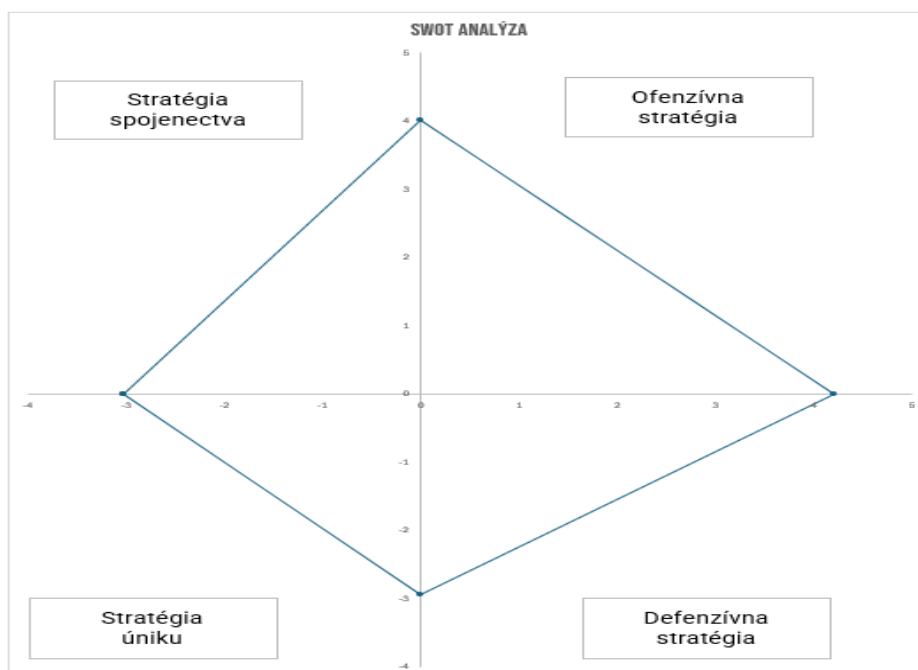 SWOT ANALÝZA
5
Stratégia
spojenectva
Ofenzívna
stratégia
4
3
2
1
0
-4
-3
-2
-1
0
1
2
3
4
5
-1
-2
-3
Stratégia
úniku
Defenzívna
stratégia
-4